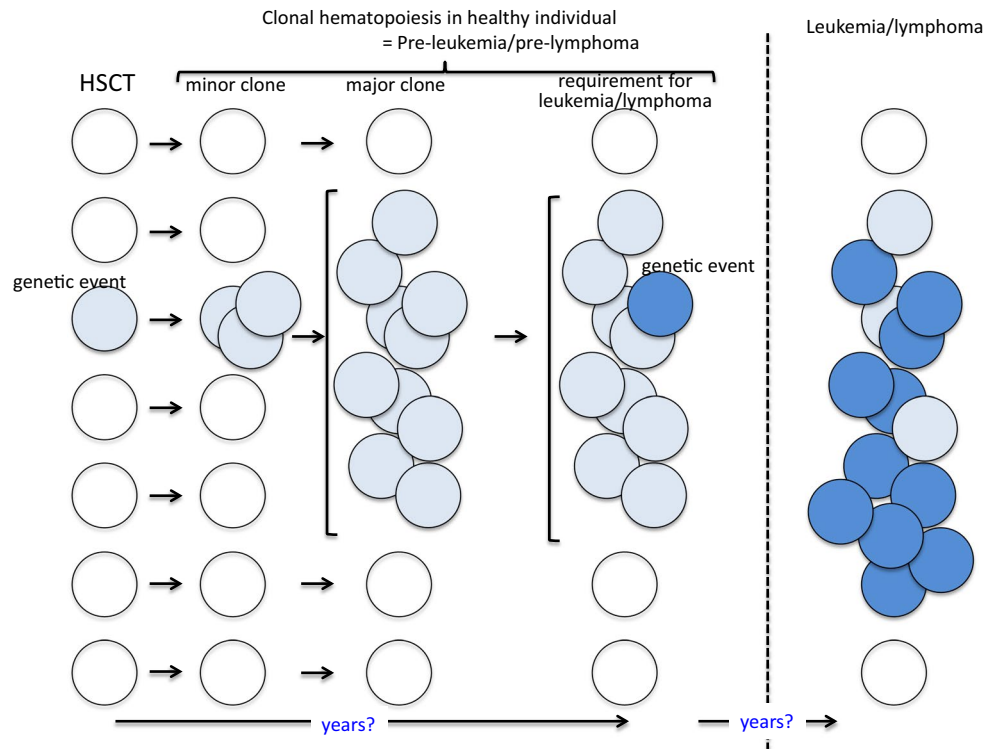 Clonal hematopoiesis in healthy individual
= Pre-leukemia/pre-lymphoma
Leukemia/lymphoma
HSCT
minor clone
major clone
requirement for
leukemia/lymphoma
genetic event
genetic event
years?
years?